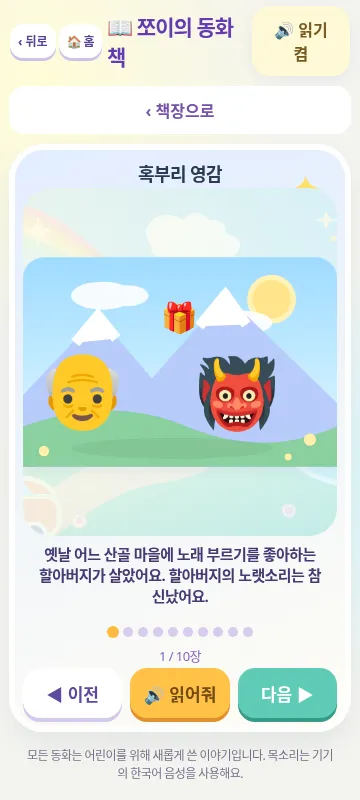 ‹ 뒤로
🏠 홈
📖 쪼이의 동화
책
🔊 읽기
켬
‹ 책장으로
혹부리 영감
옛날 어느 산골 마을에 노래 부르기를 좋아하는
할아버지가 살았어요. 할아버지의 노랫소리는 참
신났어요.
1 / 10장
◀ 이전
🔊 읽어줘
다음 ▶
모든 동화는 어린이를 위해 새롭게 쓴 이야기입니다. 목소리는 기기
의 한국어 음성을 사용해요.